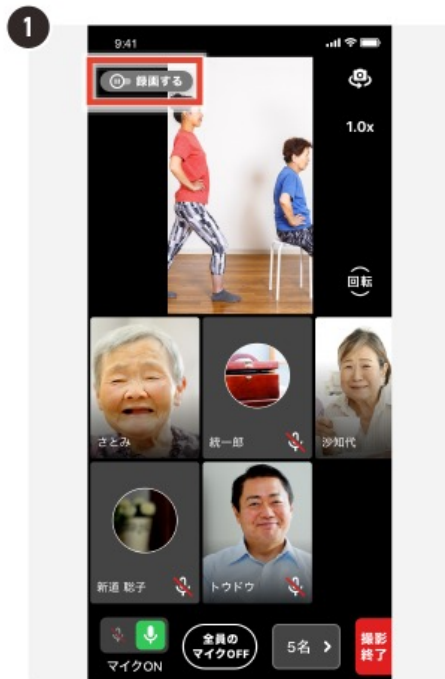 1
9:41
録画する
1.0x
回転
さとみ
統一郎
沙知代
新道 聡子
トウドウ
マイクON
全員の
マイクOFF
5名 >
撮影
終了